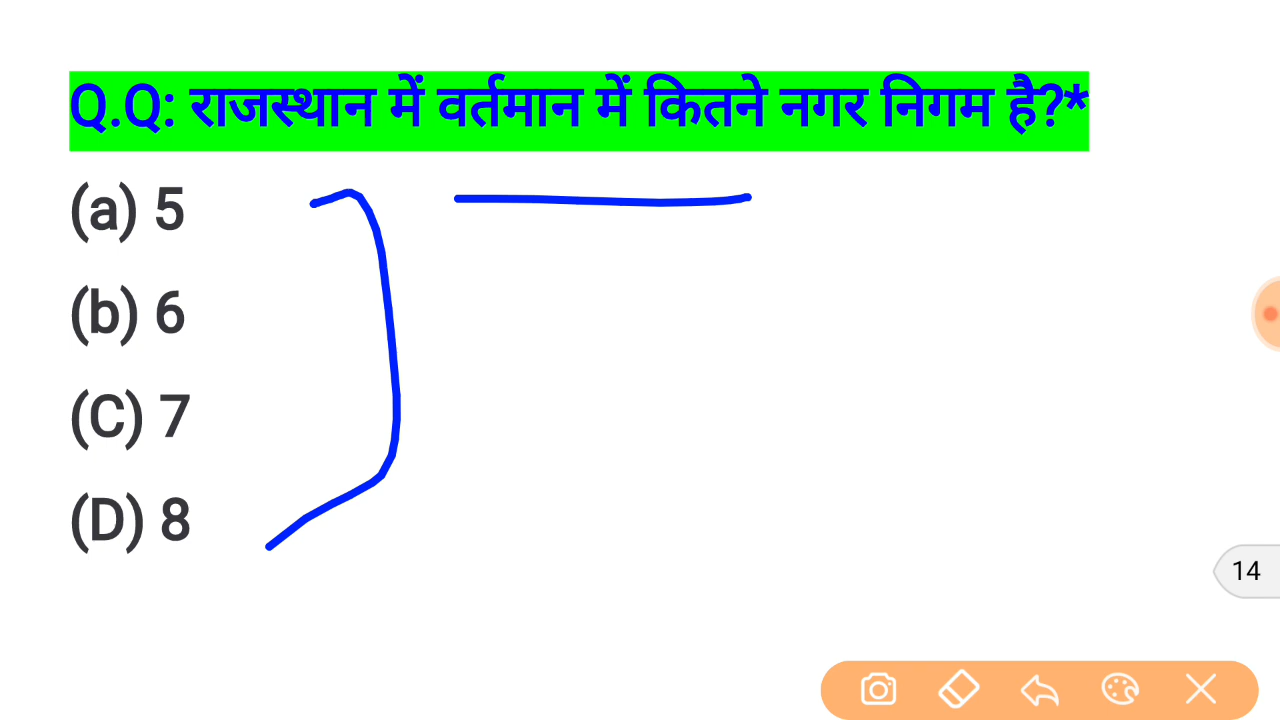 Q.Q: राजस्थान में वर्तमान में कितने नगर निगम है?*
(a) 5
(b) 6
(C) 7
(D) 8
14